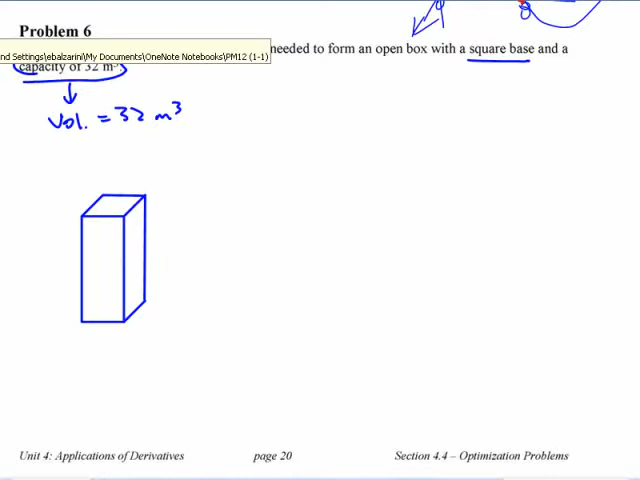 Problem 6
nd Settings\ebalzarini\My Documents\OneNote Notebooks\PM12 (1-1)
needed to form an open box with a square base and a
capacity of 32 m³.
Vol. = 32 m³
Unit 4: Applications of Derivatives page 20 Section 4.4 – Optimization Problems